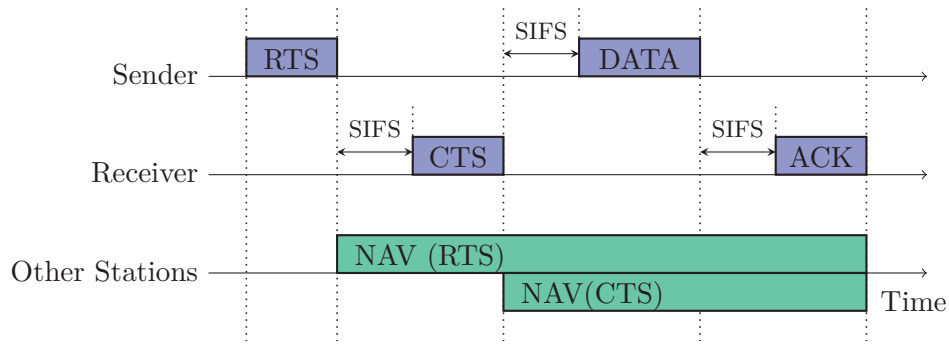 SIFS
RTS
DATA
Sender
SIFS
SIFS
CTS
ACK
Receiver
NAV (RTS)
Other Stations
NAV(CTS)
Time